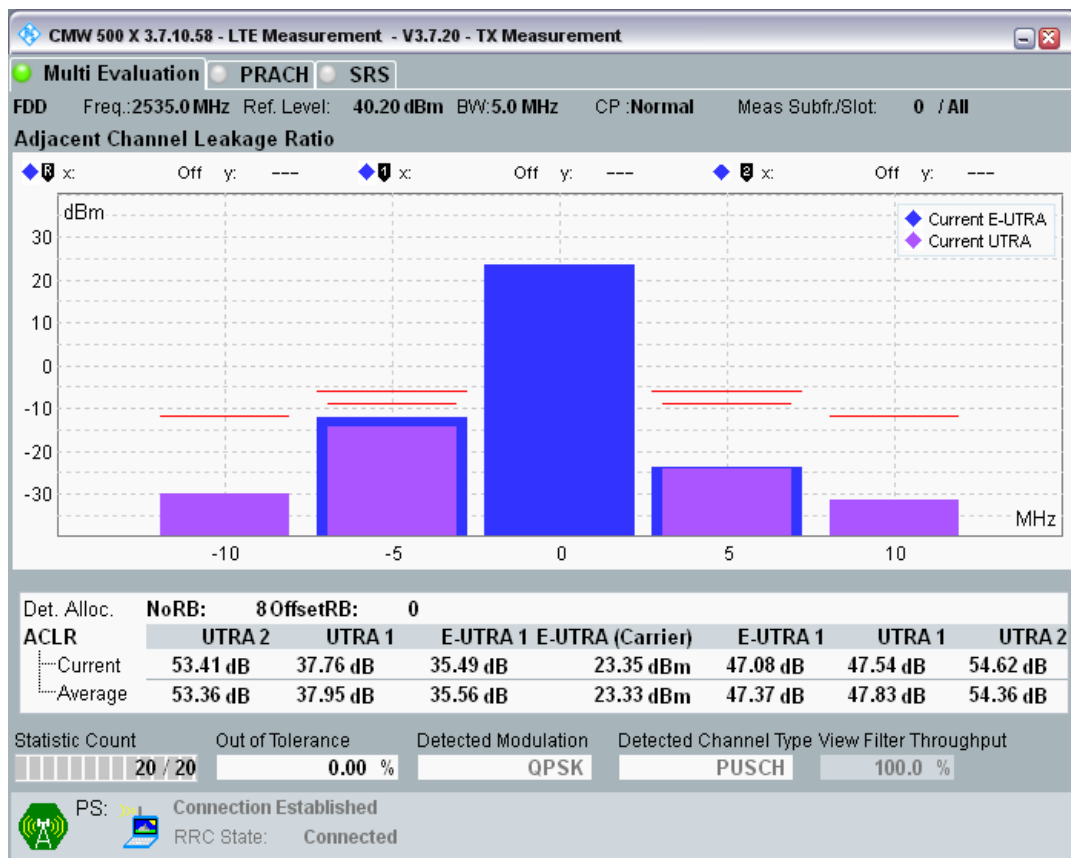 CMW 500 X 3.7.10.58 - LTE Measurement - V3.7.20 - TX Measurement
Multi Evaluation PRACH SRS
FDD Freq.:2535.0 MHz Ref. Level: 40.20 dBm BW:5.0 MHz CP :Normal Meas Subfr./Slot: 0 / All
Adjacent Channel Leakage Ratio
R x: Off y: --- 1 x: Off y: --- 2 x: Off y: ---
dBm
Current E-UTRA
Current UTRA
30
20
10
0
-10
-20
-30
MHz
-10 -5 0 5 10
Det. Alloc. NoRB: 8 OffsetRB: 0
ACLR UTRA 2 UTRA 1 E-UTRA 1 E-UTRA (Carrier) E-UTRA 1 UTRA 1 UTRA 2
Current 53.41 dB 37.76 dB 35.49 dB 23.35 dBm 47.08 dB 47.54 dB 54.62 dB
Average 53.36 dB 37.95 dB 35.56 dB 23.33 dBm 47.37 dB 47.83 dB 54.36 dB
Statistic Count Out of Tolerance Detected Modulation Detected Channel Type View Filter Throughput
20 / 20 0.00 % QPSK PUSCH 100.0 %
PS: Connection Established
RRC State: Connected